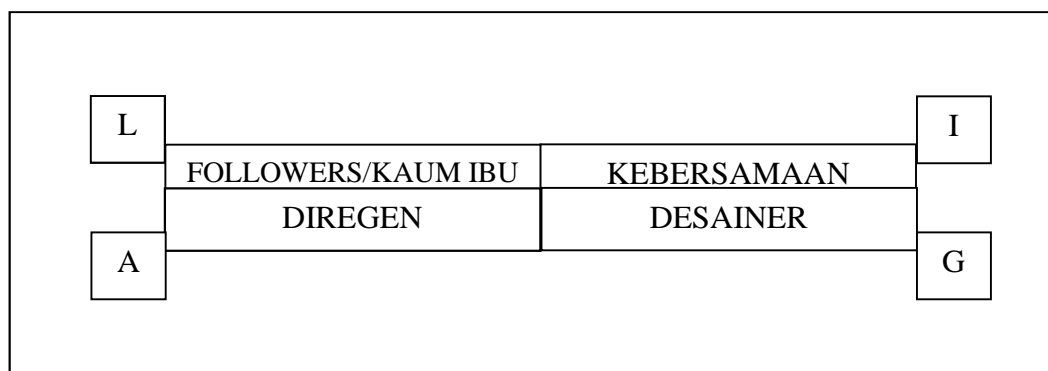 L I
FOLLOWERS/KAUM IBU KEBERSAMAAN
DIREGEN DESAINER
A G